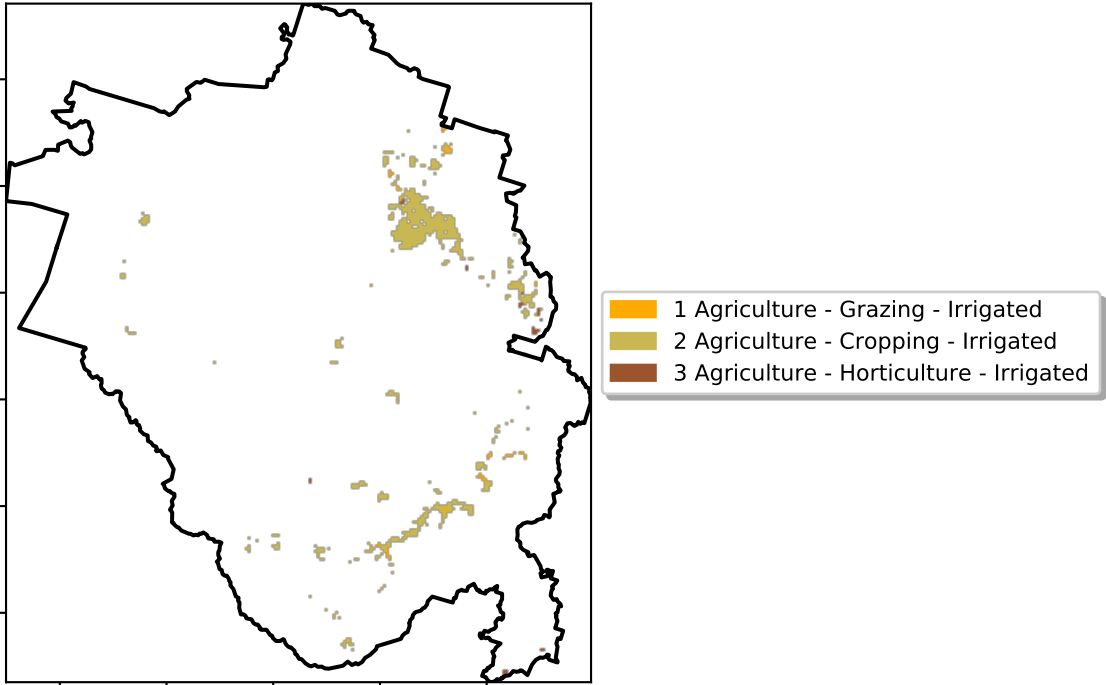 1 Agriculture - Grazing - Irrigated
2 Agriculture - Cropping - Irrigated
3 Agriculture - Horticulture - Irrigated